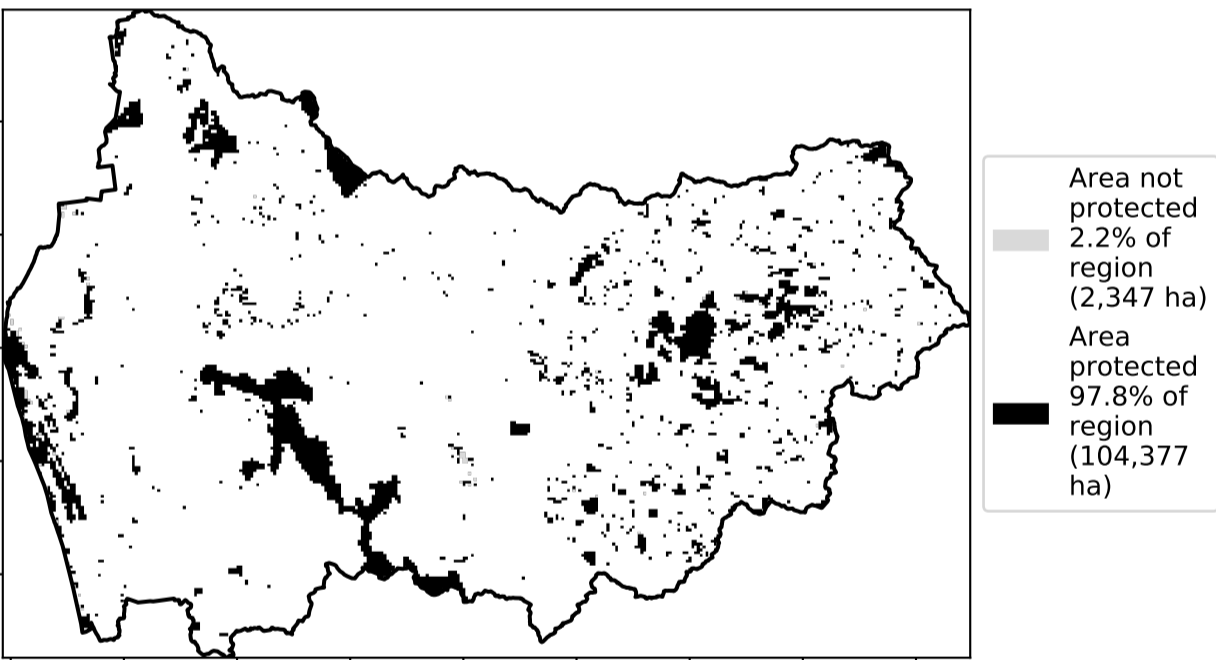 Area not
protected
2.2% of
region
(2,347 ha)
Area
protected
97.8% of
region
(104,377
ha)